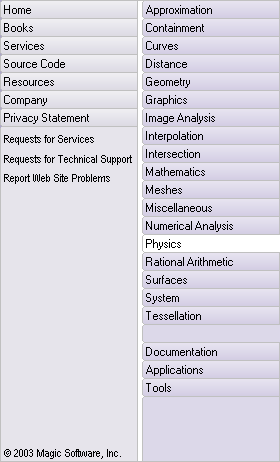 Home
Books
Services
Source Code
Resources
Company
Privacy Statement
Requests for Services
Requests for Technical Support
Report Web Site Problems
© 2003 Magic Software, Inc.
Approximation
Containment
Curves
Distance
Geometry
Graphics
Image Analysis
Interpolation
Intersection
Mathematics
Meshes
Miscellaneous
Numerical Analysis
Physics
Rational Arithmetic
Surfaces
System
Tessellation
Documentation
Applications
Tools